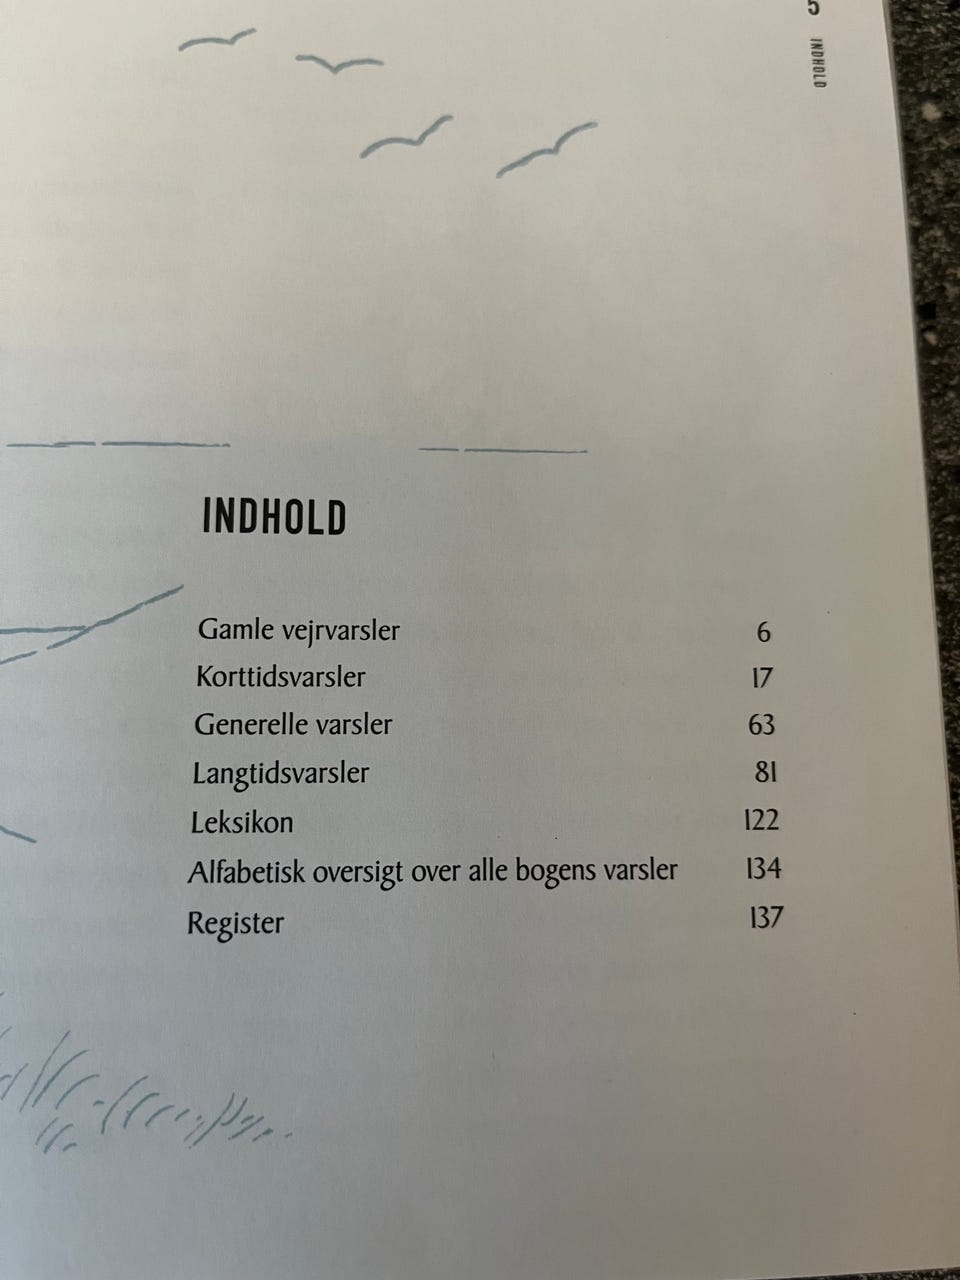 5
INDHOLD
INDHOLD
Gamle vejrvarsler 6
Korttidsvarsler 17
Generelle varsler 63
Langtidsvarsler 81
Leksikon 122
Alfabetisk oversigt over alle bogens varsler 134
Register 137